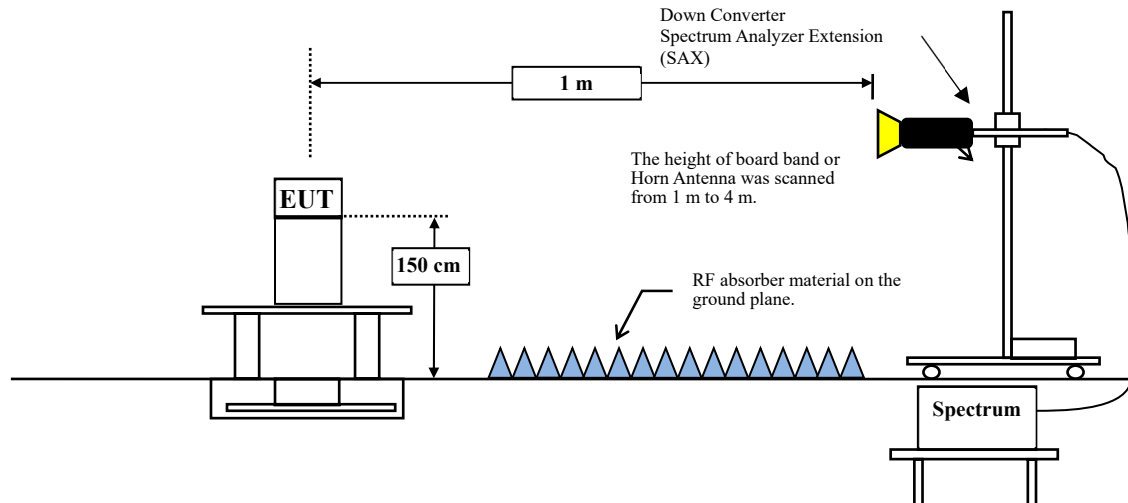 Down Converter
Spectrum Analyzer Extension
(SAX)
1 m
The height of board band or
Horn Antenna was scanned
from 1 m to 4 m.
EUT
150 cm
RF absorber material on the
ground plane.
Spectrum